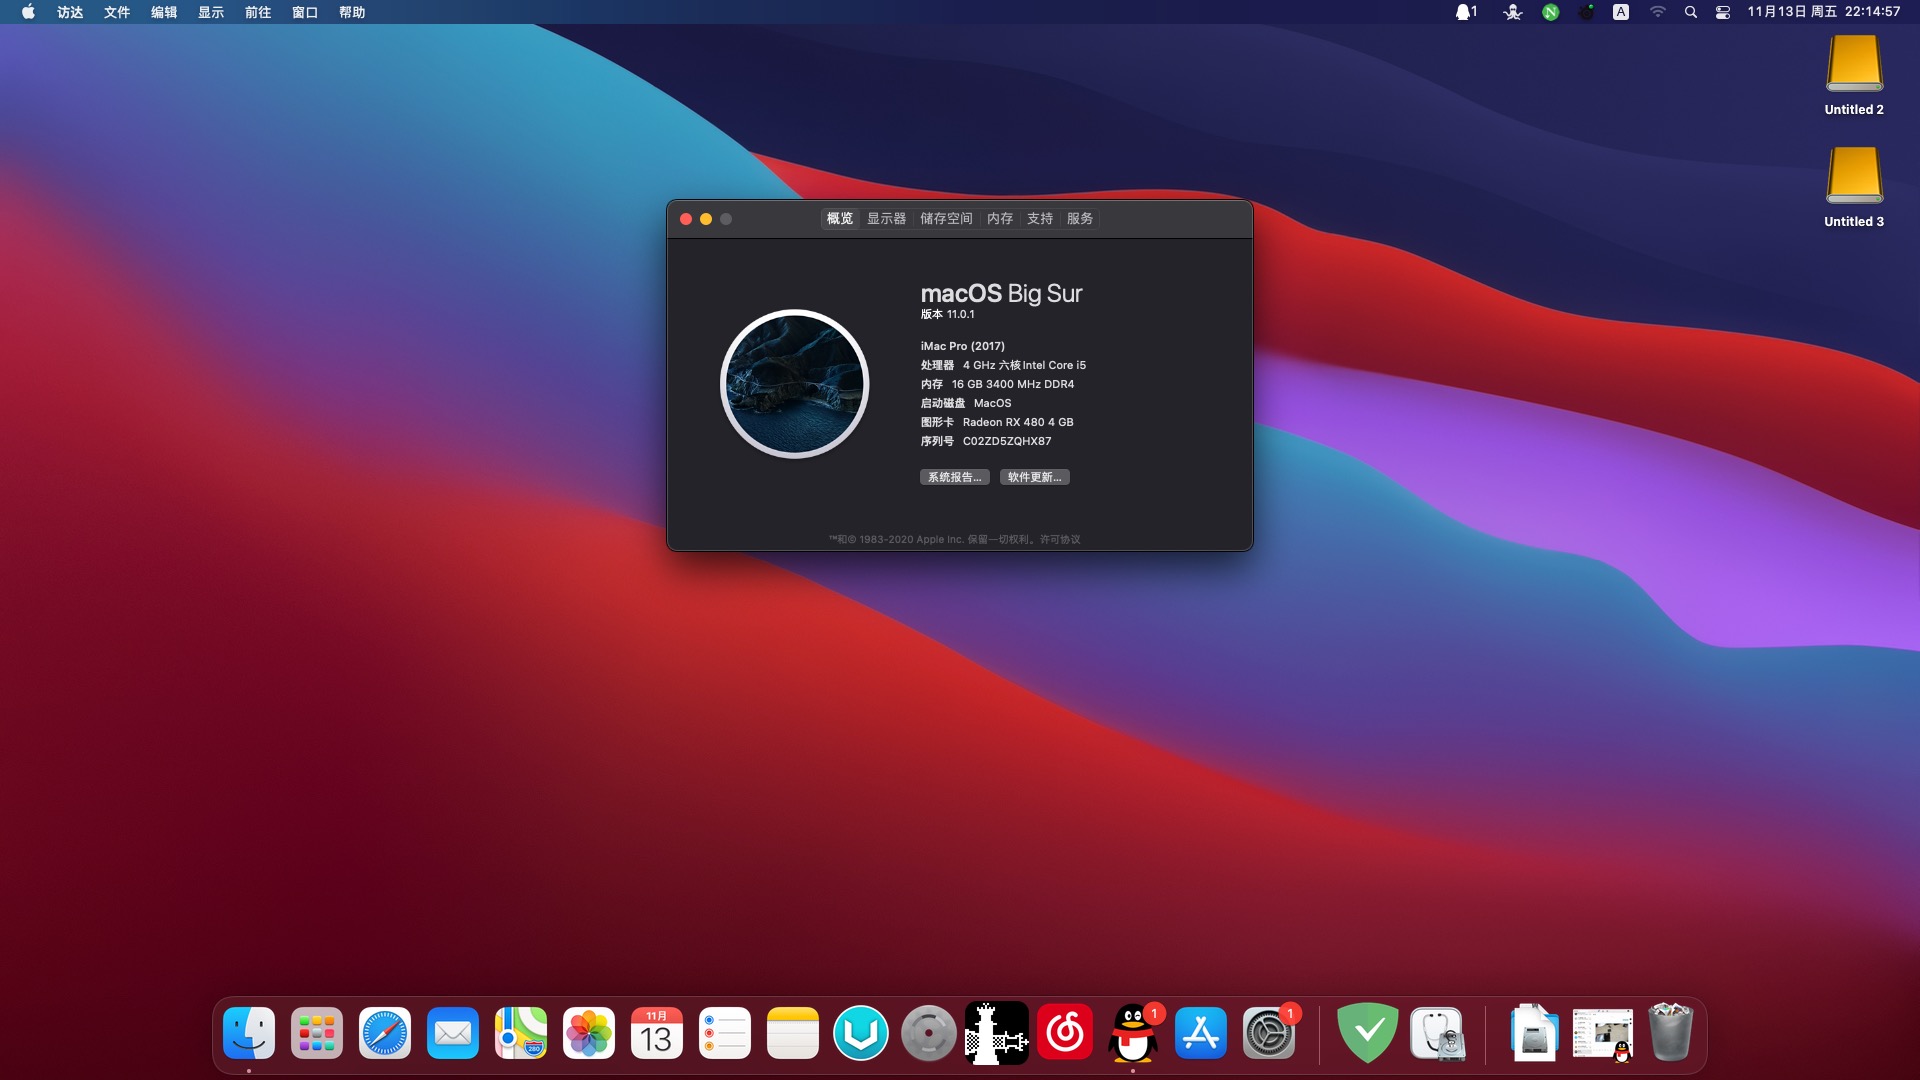 访达 文件 编辑 显示 前往 窗口 帮助 1 N A 11月13日 周五 22:14:57
Untitled 2
Untitled 3
概览 显示器 储存空间 内存 支持 服务
macOS Big Sur
版本 11.0.1
iMac Pro (2017)
处理器 4 GHz 六核Intel Core i5
内存 16 GB 3400 MHz DDR4
启动磁盘 MacOS
图形卡 Radeon RX 480 4 GB
序列号 C02ZD5ZQHX87
系统报告... 软件更新...
™和© 1983-2020 Apple Inc. 保留一切权利。许可协议
11月
13
280
1
1